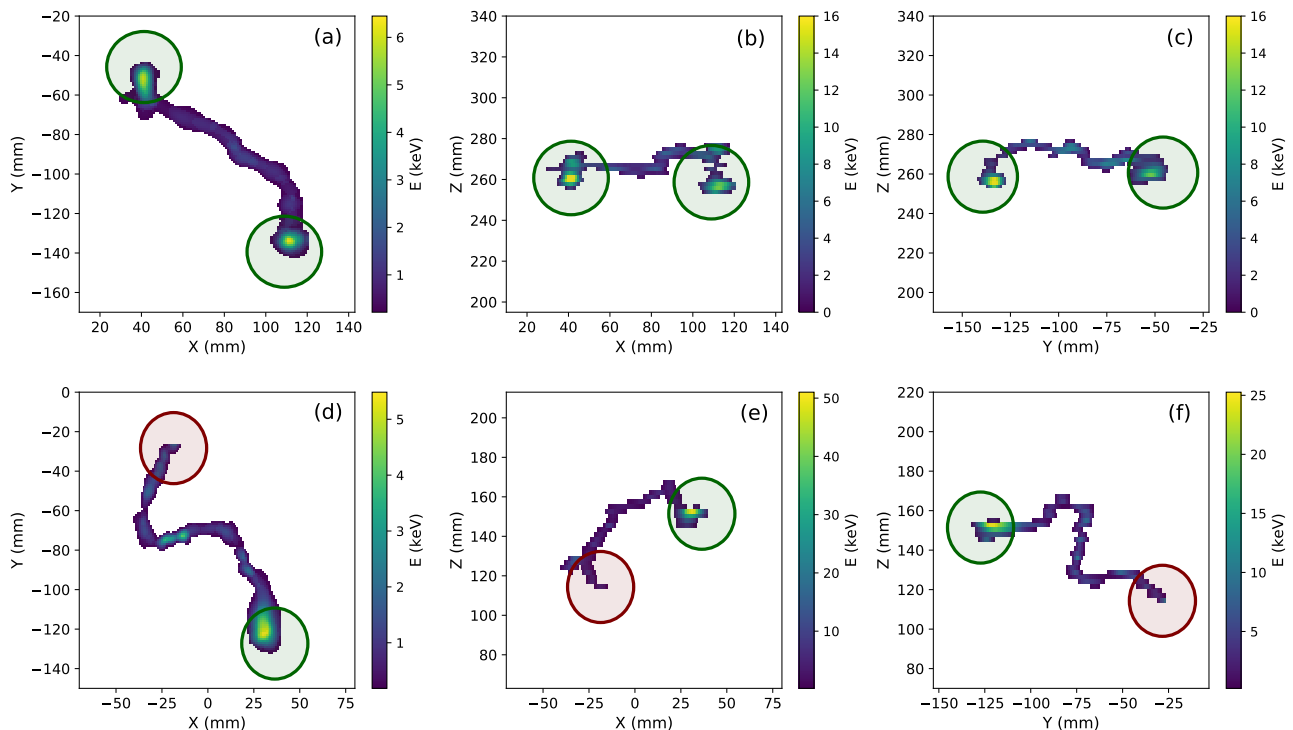 (a)
−20
−40
−60
−80
−100
−120
−140
−160
Y (mm)
20 40 60 80 100 120 140
X (mm)
6
5
4
3
2
1
E (keV)
(b)
340
320
300
280
260
240
220
200
Z (mm)
20 40 60 80 100 120 140
X (mm)
16
14
12
10
8
6
4
2
0
E (keV)
(c)
340
320
300
280
260
240
220
200
Z (mm)
−150 −125 −100 −75 −50 −25
Y (mm)
16
14
12
10
8
6
4
2
0
E (keV)
(d)
0
−20
−40
−60
−80
−100
−120
−140
Y (mm)
−50 −25 0 25 50 75
X (mm)
5
4
3
2
1
E (keV)
(e)
200
180
160
140
120
100
80
Z (mm)
−50 −25 0 25 50 75
X (mm)
50
40
30
20
10
E (keV)
(f)
220
200
180
160
140
120
100
80
70
Z (mm)
−150 −125 −100 −75 −50 −25
Y (mm)
25
20
15
10
5
E (keV)